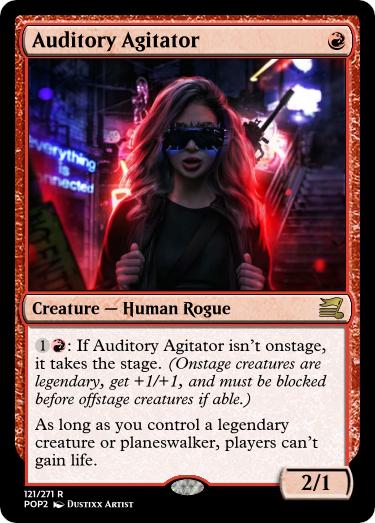 Auditory Agitator
everything
is
connected
Creature — Human Rogue
1R: If Auditory Agitator isn't onstage,
it takes the stage. (Onstage creatures are
legendary, get +1/+1, and must be blocked
before offstage creatures if able.)
As long as you control a legendary
creature or planeswalker, players can't
gain life.
2/1
121/271 R
POP2 Dustixx Artist